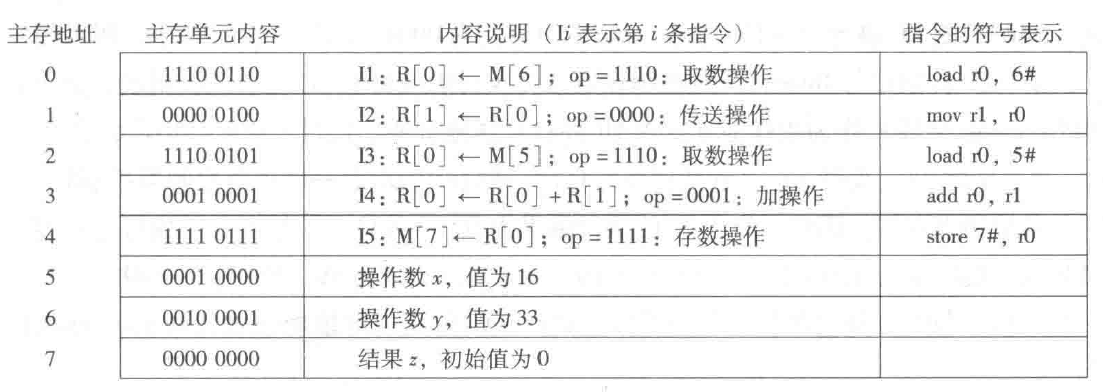 主存地址 主存单元内容 内容说明（Ii 表示第 i 条指令） 指令的符号表示
0 1110 0110 I1：R[0] ← M[6]；op=1110：取数操作 load r0，6#
1 0000 0100 I2：R[1] ← R[0]；op=0000：传送操作 mov r1，r0
2 1110 0101 I3：R[0] ← M[5]；op=1110：取数操作 load r0，5#
3 0001 0001 I4：R[0] ← R[0]+R[1]；op=0001：加操作 add r0，r1
4 1111 0111 I5：M[7]← R[0]；op=1111：存数操作 store 7#，r0
5 0001 0000 操作数 x，值为 16
6 0010 0001 操作数 y，值为 33
7 0000 0000 结果 z，初始值为 0